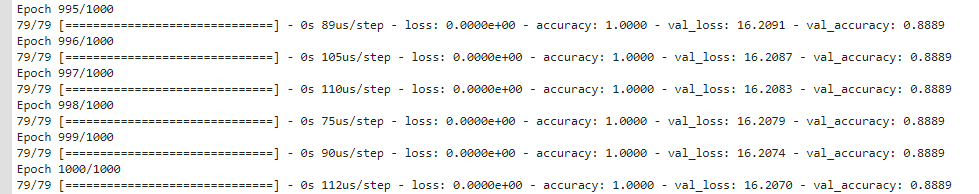 Epoch 995/1000
79/79 [==============================] - 0s 89us/step - loss: 0.0000e+00 - accuracy: 1.0000 - val_loss: 16.2091 - val_accuracy: 0.8889
Epoch 996/1000
79/79 [==============================] - 0s 105us/step - loss: 0.0000e+00 - accuracy: 1.0000 - val_loss: 16.2087 - val_accuracy: 0.8889
Epoch 997/1000
79/79 [==============================] - 0s 110us/step - loss: 0.0000e+00 - accuracy: 1.0000 - val_loss: 16.2083 - val_accuracy: 0.8889
Epoch 998/1000
79/79 [==============================] - 0s 75us/step - loss: 0.0000e+00 - accuracy: 1.0000 - val_loss: 16.2079 - val_accuracy: 0.8889
Epoch 999/1000
79/79 [==============================] - 0s 90us/step - loss: 0.0000e+00 - accuracy: 1.0000 - val_loss: 16.2074 - val_accuracy: 0.8889
Epoch 1000/1000
79/79 [==============================] - 0s 112us/step - loss: 0.0000e+00 - accuracy: 1.0000 - val_loss: 16.2070 - val_accuracy: 0.8889